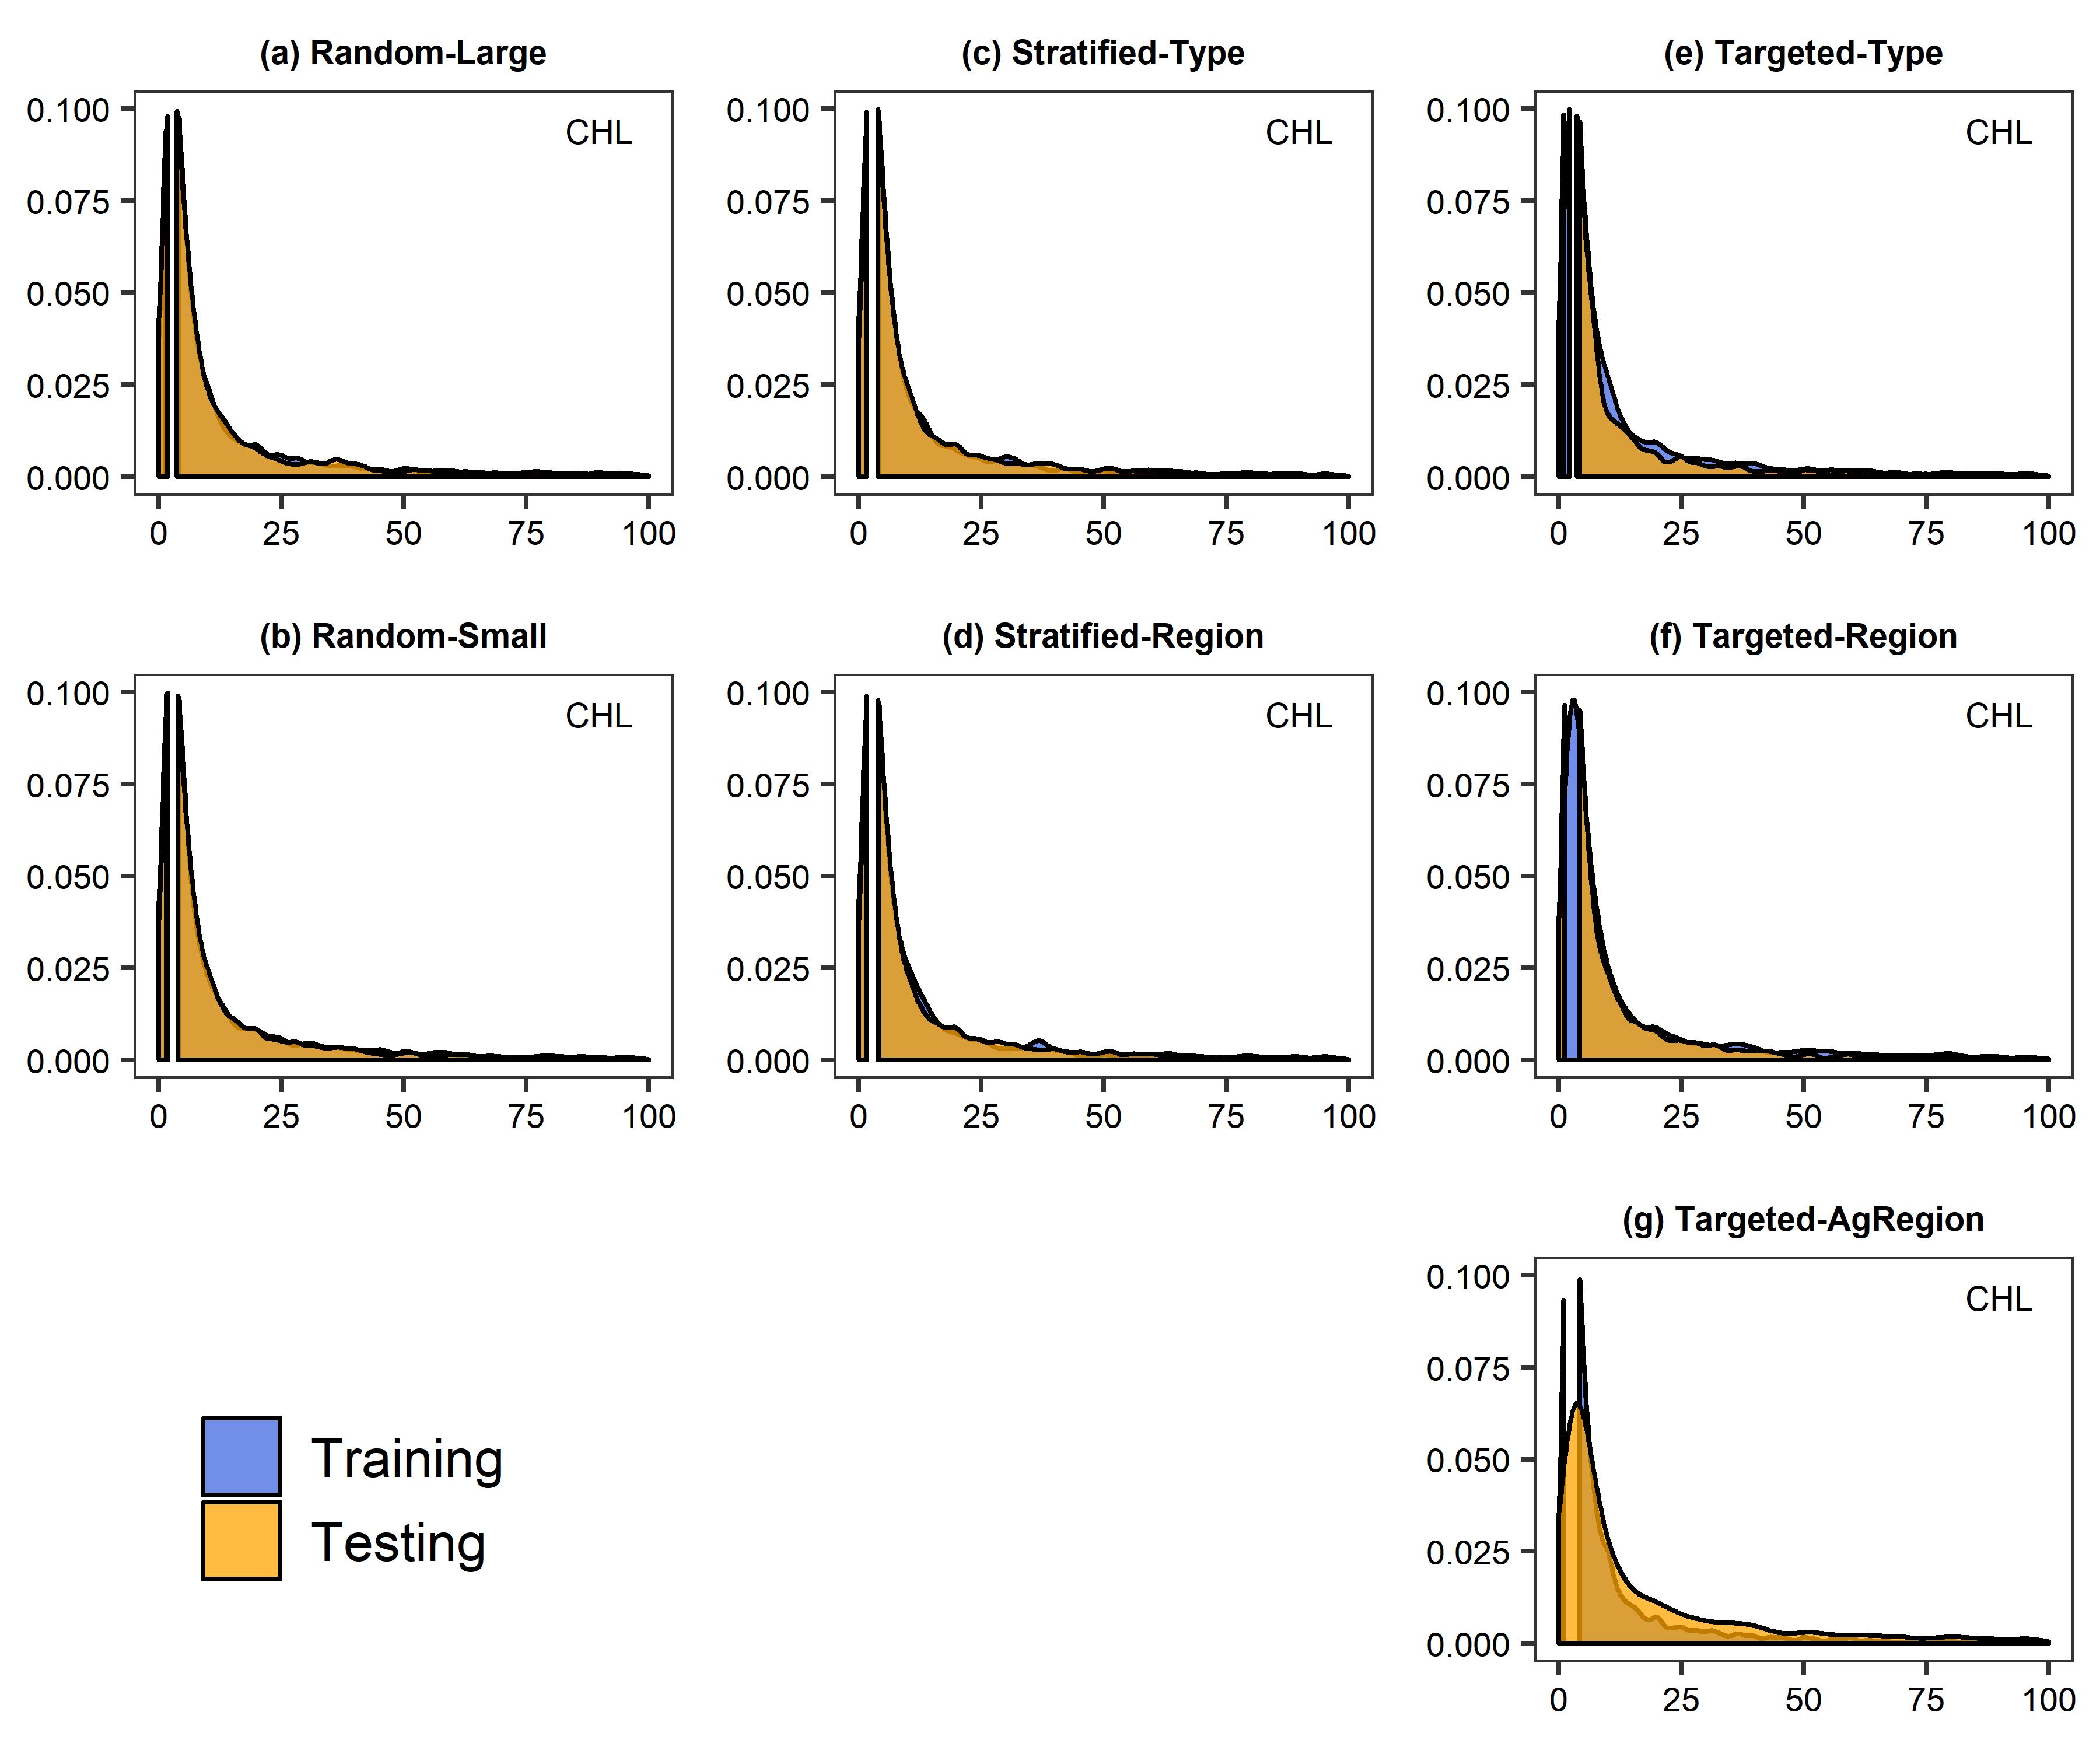 (a) Random-Large
0.100
0.075
0.050
0.025
0.000
CHL
0 25 50 75 100
(c) Stratified-Type
0.100
0.075
0.050
0.025
0.000
CHL
0 25 50 75 100
(e) Targeted-Type
0.100
0.075
0.050
0.025
0.000
CHL
0 25 50 75 100
(b) Random-Small
0.100
0.075
0.050
0.025
0.000
CHL
0 25 50 75 100
(d) Stratified-Region
0.100
0.075
0.050
0.025
0.000
CHL
0 25 50 75 100
(f) Targeted-Region
0.100
0.075
0.050
0.025
0.000
CHL
0 25 50 75 100
(g) Targeted-AgRegion
0.100
0.075
0.050
0.025
0.000
CHL
0 25 50 75 100
Training
Testing